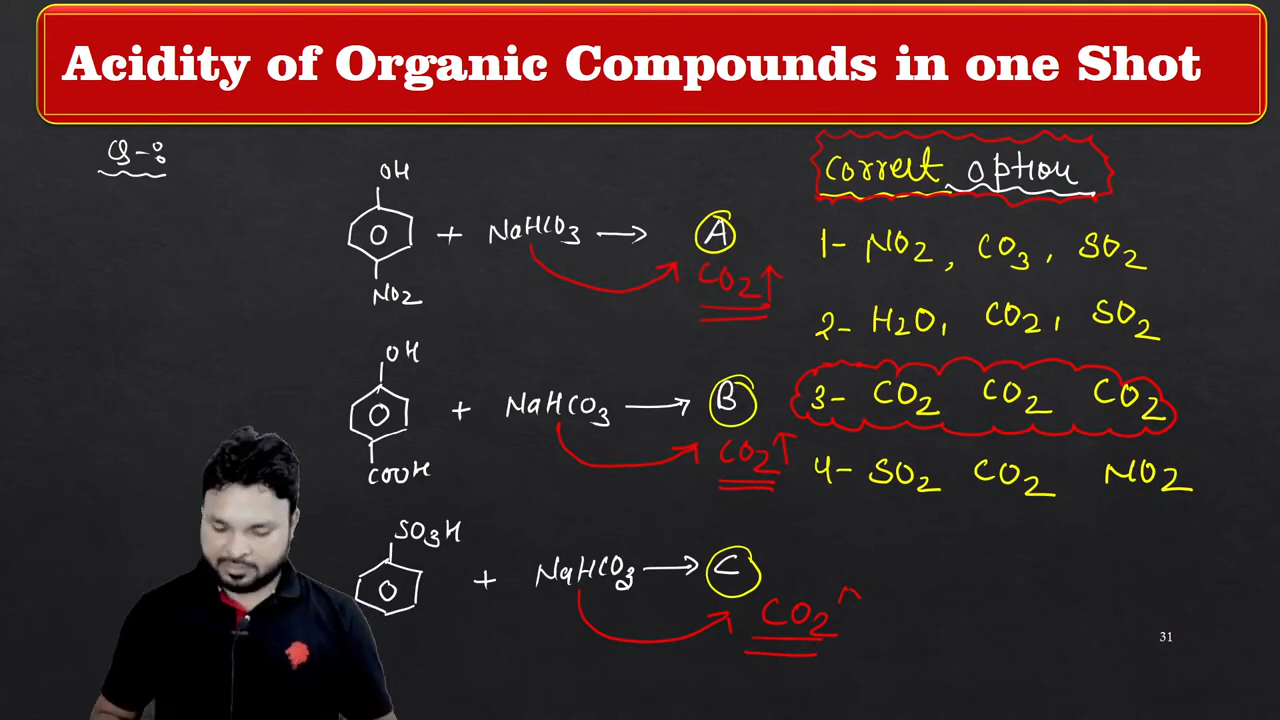 Acidity of Organic Compounds in one Shot
Q-:
OH
NO2
+ NaHCO3 → A
CO2↑
OH
COOH
+ NaHCO3 → B
CO2↑
SO3H
+ NaHCO3 → C
CO2^
correct option
1- NO2, CO3, SO2
2- H2O, CO2, SO2
3- CO2 CO2 CO2
4- SO2 CO2 NO2
31